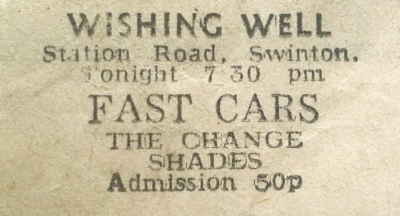 WISHING WELL
Station Road, Swinton.
Tonight 7 30 pm
FAST CARS
THE CHANGE
SHADES
Admission 50p